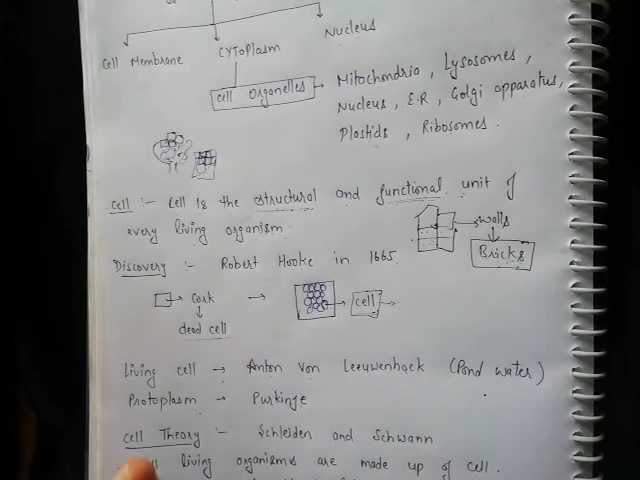 Cell Membrane
CYToplasm
Nucleus
Cell Organelles → Mitochondria, Lysosomes,
Nucleus, E.R, Golgi apparatus,
Plastids, Ribosomes.
Cell :- Cell is the structural and functional unit of
every living organism.
walls
Bricks
Discovery :- Robert Hooke in 1665.
→ Cork → cell →
dead cell
Living cell → Anton Von Leeuwenhoek (Pond water)
Protoplasm → Purkinje
Cell Theory :- Schleiden and Schwann
living organisms are made up of cell.